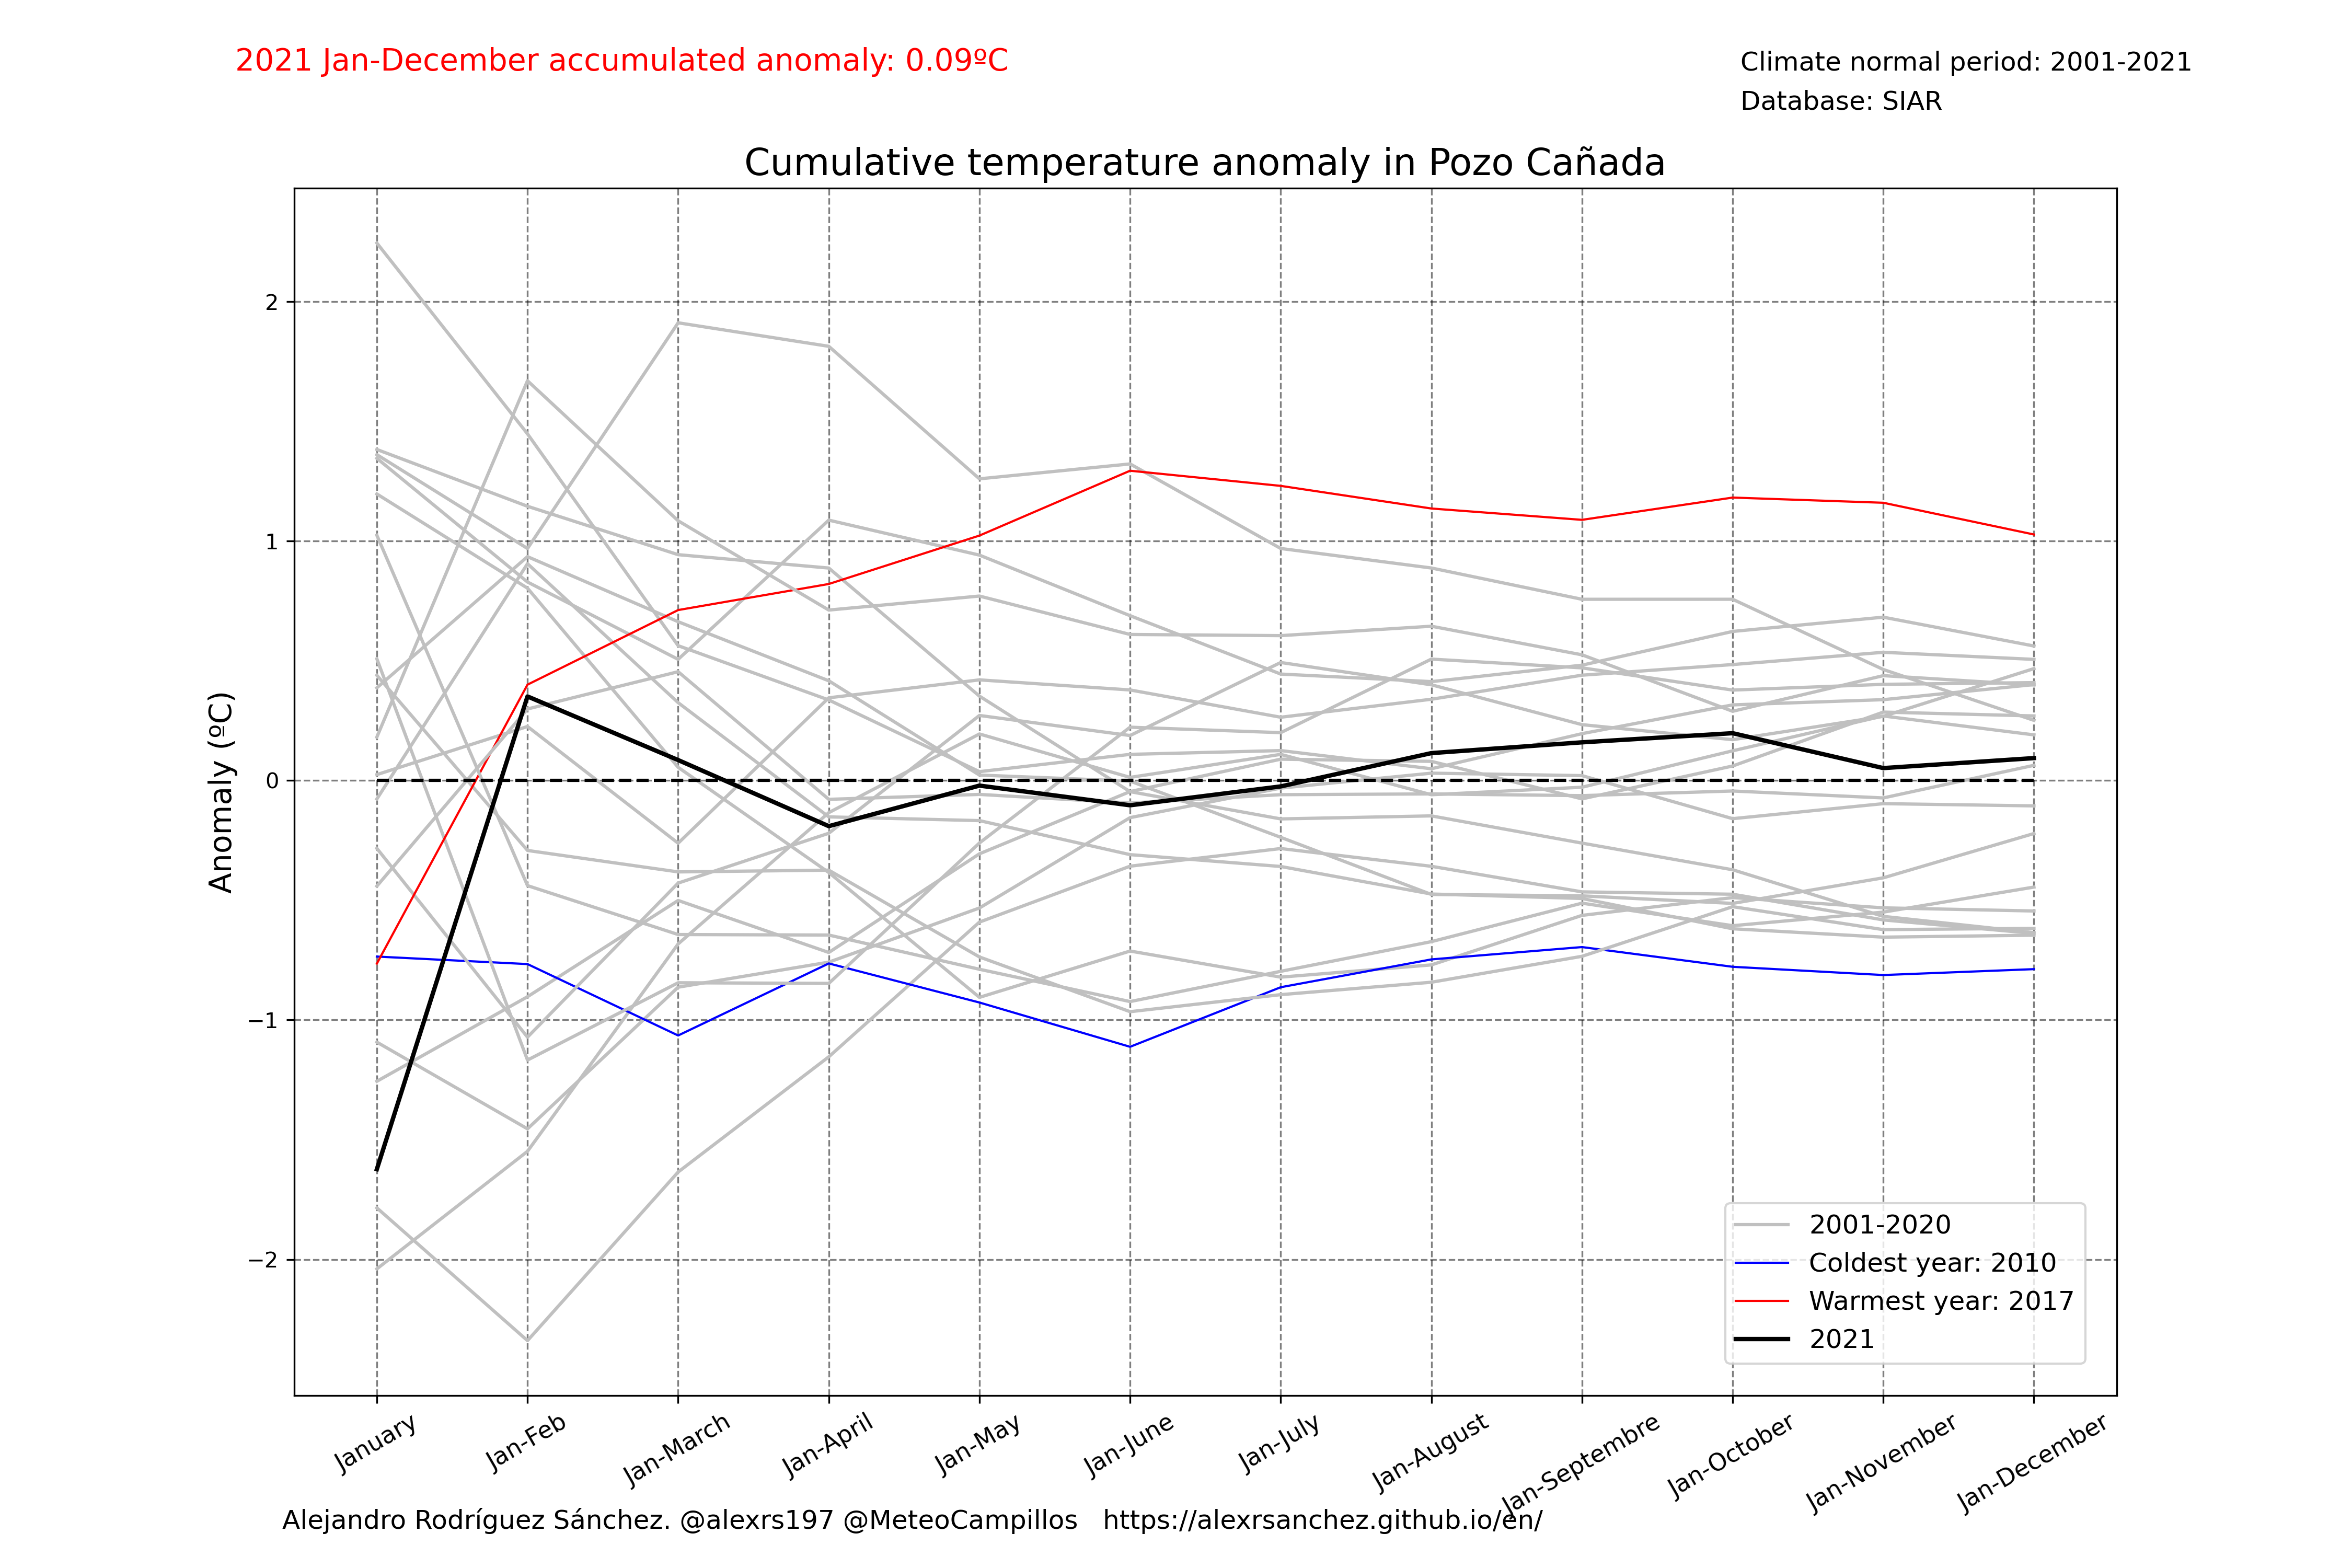 2021 Jan-December accumulated anomaly: 0.09ºC
Climate normal period: 2001-2021
Database: SIAR
Cumulative temperature anomaly in Pozo Cañada
Anomaly (ºC)
2
1
0
−1
−2
2001-2020
Coldest year: 2010
Warmest year: 2017
2021
January
Jan-Feb
Jan-March
Jan-April
Jan-May
Jan-June
Jan-July
Jan-August
Jan-Septembre
Jan-October
Jan-November
Jan-December
Alejandro Rodríguez Sánchez. @alexrs197 @MeteoCampillos https://alexrsanchez.github.io/en/